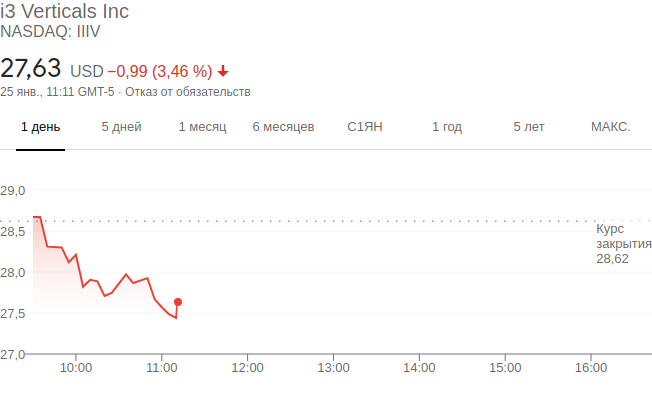 i3 Verticals Inc
NASDAQ: IIIV
27,63 USD −0,99 (3,46 %)
25 янв., 11:11 GMT-5 · Отказ от обязательств
1 день 5 дней 1 месяц 6 месяцев С1ЯН 1 год 5 лет МАКС.
29,0
28,5
28,0
27,5
27,0
Курс
закрытия
28,62
10:00 11:00 12:00 13:00 14:00 15:00 16:00